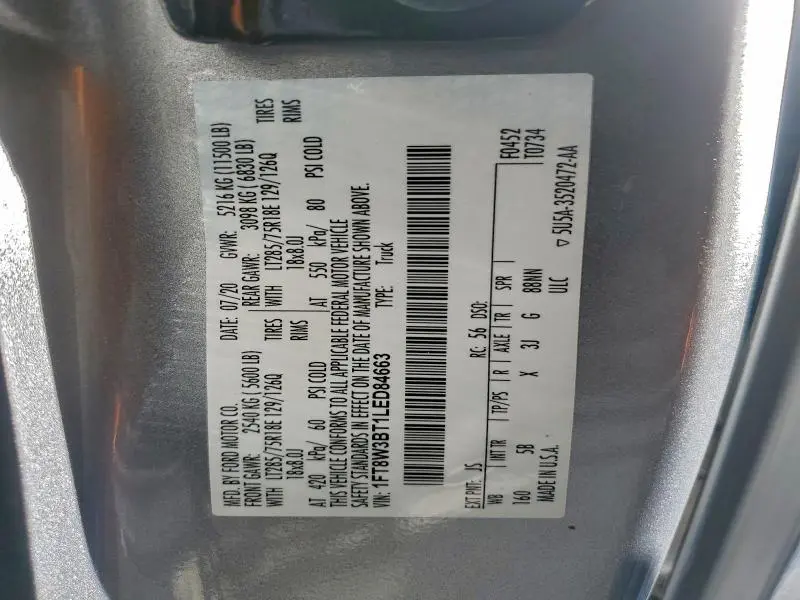 MFD. BY FORD MOTOR CO.
DATE: 07/20 GVWR: 5216 KG (11500 LB)
FRONT GAWR: 2540 KG ( 5600 LB) REAR GAWR: 3098 KG ( 6830 LB)
WITH LT285/75R18E 129/126Q TIRES WITH LT285/75R18E 129/126Q TIRES
18x8.0J RIMS 18x8.0J RIMS
AT 420 kPa/ 60 PSI COLD AT 550 kPa/ 80 PSI COLD
THIS VEHICLE CONFORMS TO ALL APPLICABLE FEDERAL MOTOR VEHICLE
SAFETY STANDARDS IN EFFECT ON THE DATE OF MANUFACTURE SHOWN ABOVE.
VIN: 1FT8W3BT1LED84663 TYPE: Truck
F0452
T0734
EXT PNT: JS RC: 56 DSO:
WB INT TR TP/PS R AXLE TR SPR
160 5B X 3J G 88NN
MADE IN U.S.A. ULC
▽ 5U5A-3520472-AA